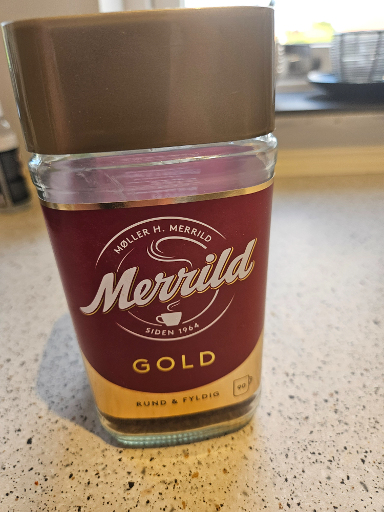 MØLLER H. MERRILD
Merrild
SIDEN 1964
GOLD
RUND & FYLDIG
90